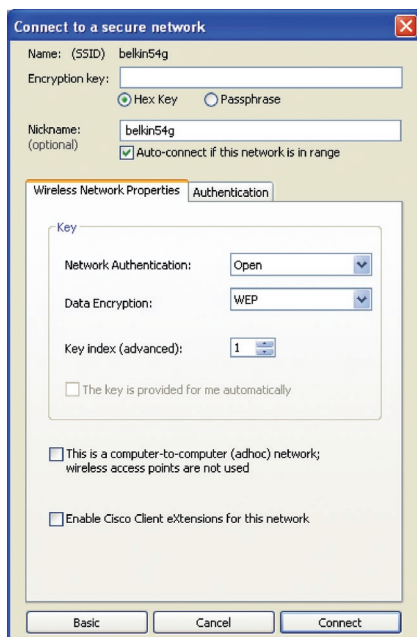 Connect to a secure network
Name: (SSID) belkin54g
Encryption key:
Hex Key Passphrase
Nickname: belkin54g
(optional)
Auto-connect if this network is in range
Wireless Network Properties Authentication
Key
Network Authentication: Open
Data Encryption: WEP
Key index (advanced): 1
The key is provided for me automatically
This is a computer-to-computer (adhoc) network;
wireless access points are not used
Enable Cisco Client eXtensions for this network
Basic Cancel Connect